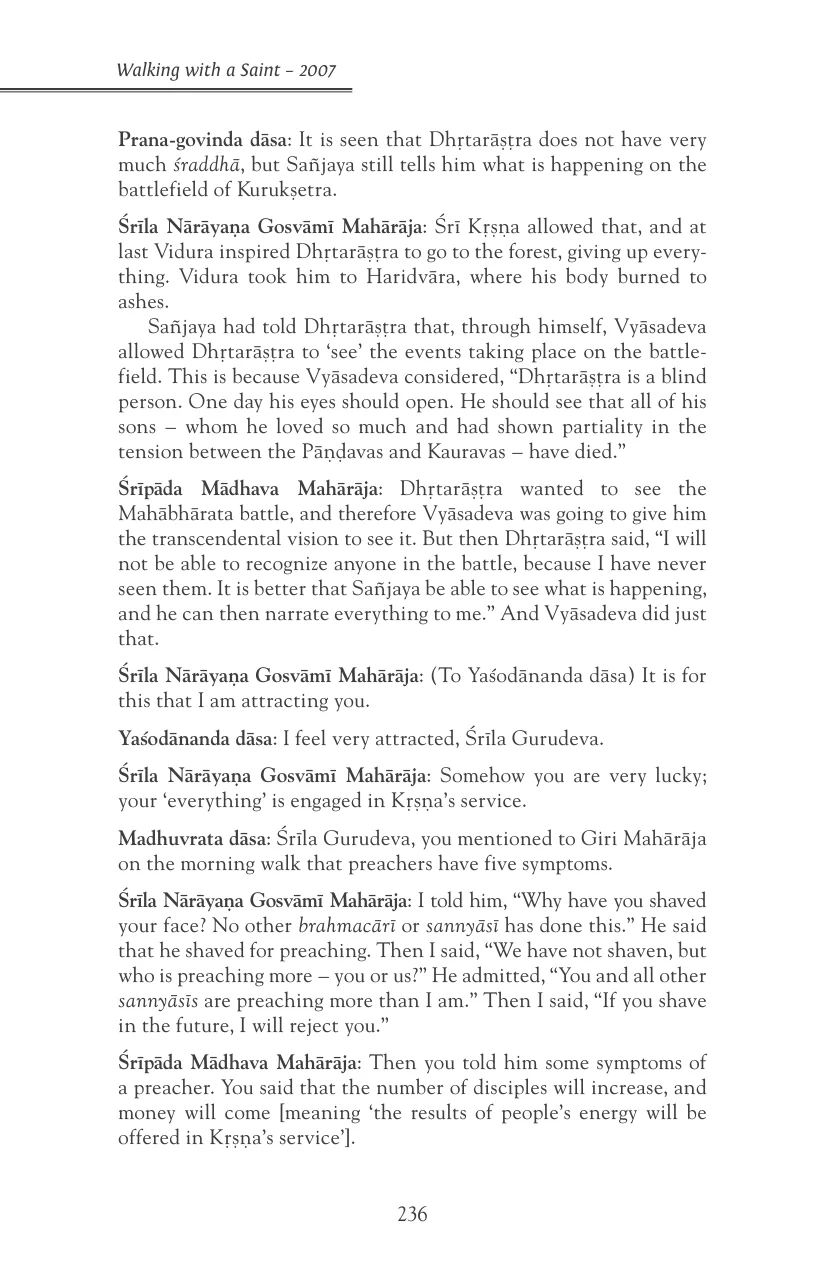 Walking with a Saint – 2007
Prana-govinda dāsa: It is seen that Dhṛtarāṣṭra does not have very
much śraddhā, but Sañjaya still tells him what is happening on the
battlefield of Kurukṣetra.
Śrīla Nārāyaṇa Gosvāmī Mahārāja: Śrī Kṛṣṇa allowed that, and at
last Vidura inspired Dhṛtarāṣṭra to go to the forest, giving up every-
thing. Vidura took him to Haridvāra, where his body burned to
ashes.
Sañjaya had told Dhṛtarāṣṭra that, through himself, Vyāsadeva
allowed Dhṛtarāṣṭra to ‘see’ the events taking place on the battle-
field. This is because Vyāsadeva considered, “Dhṛtarāṣṭra is a blind
person. One day his eyes should open. He should see that all of his
sons – whom he loved so much and had shown partiality in the
tension between the Pāṇḍavas and Kauravas – have died.”
Śrīpāda Mādhava Mahārāja: Dhṛtarāṣṭra wanted to see the
Mahābhārata battle, and therefore Vyāsadeva was going to give him
the transcendental vision to see it. But then Dhṛtarāṣṭra said, “I will
not be able to recognize anyone in the battle, because I have never
seen them. It is better that Sañjaya be able to see what is happening,
and he can then narrate everything to me.” And Vyāsadeva did just
that.
Śrīla Nārāyaṇa Gosvāmī Mahārāja: (To Yaśodānanda dāsa) It is for
this that I am attracting you.
Yaśodānanda dāsa: I feel very attracted, Śrīla Gurudeva.
Śrīla Nārāyaṇa Gosvāmī Mahārāja: Somehow you are very lucky;
your ‘everything’ is engaged in Kṛṣṇa’s service.
Madhuvrata dāsa: Śrīla Gurudeva, you mentioned to Giri Mahārāja
on the morning walk that preachers have five symptoms.
Śrīla Nārāyaṇa Gosvāmī Mahārāja: I told him, “Why have you shaved
your face? No other brahmacārī or sannyāsī has done this.” He said
that he shaved for preaching. Then I said, “We have not shaven, but
who is preaching more – you or us?” He admitted, “You and all other
sannyāsīs are preaching more than I am.” Then I said, “If you shave
in the future, I will reject you.”
Śrīpāda Mādhava Mahārāja: Then you told him some symptoms of
a preacher. You said that the number of disciples will increase, and
money will come [meaning ‘the results of people’s energy will be
offered in Kṛṣṇa’s service’].
236